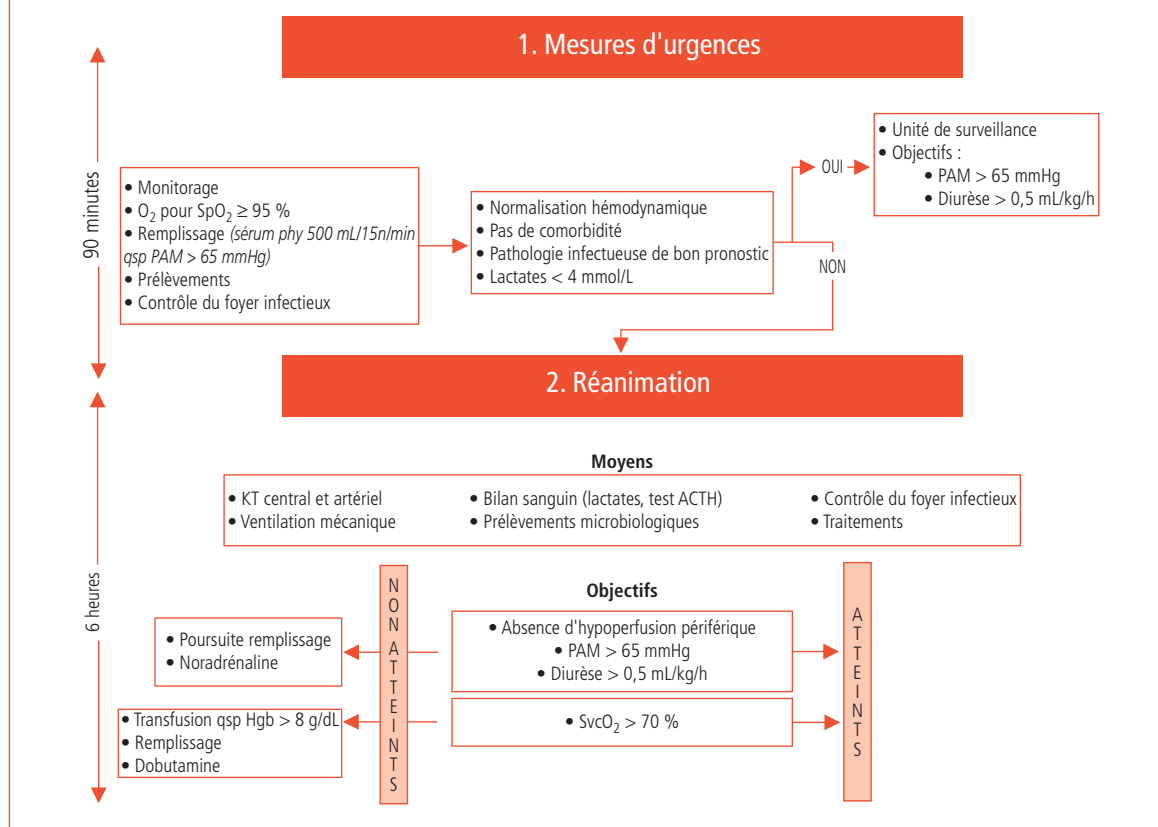 1. Mesures d'urgences
90 minutes
• Monitorage
• O2 pour SpO2 ≥ 95 %
• Remplissage (sérum phy 500 mL/15n/min
qsp PAM > 65 mmHg)
• Prélèvements
• Contrôle du foyer infectieux
• Normalisation hémodynamique
• Pas de comorbidité
• Pathologie infectueuse de bon pronostic
• Lactates < 4 mmol/L
OUI
• Unité de surveillance
• Objectifs :
• PAM > 65 mmHg
• Diurèse > 0,5 mL/kg/h
NON
2. Réanimation
6 heures
Moyens
• KT central et artériel
• Ventilation mécanique
• Bilan sanguin (lactates, test ACTH)
• Prélèvements microbiologiques
• Contrôle du foyer infectieux
• Traitements
Objectifs
NON ATTEINTS
• Poursuite remplissage
• Noradrénaline
• Absence d'hypoperfusion périférique
• PAM > 65 mmHg
• Diurèse > 0,5 mL/kg/h
ATTEINTS
• Transfusion qsp Hgb > 8 g/dL
• Remplissage
• Dobutamine
• SvcO2 > 70 %